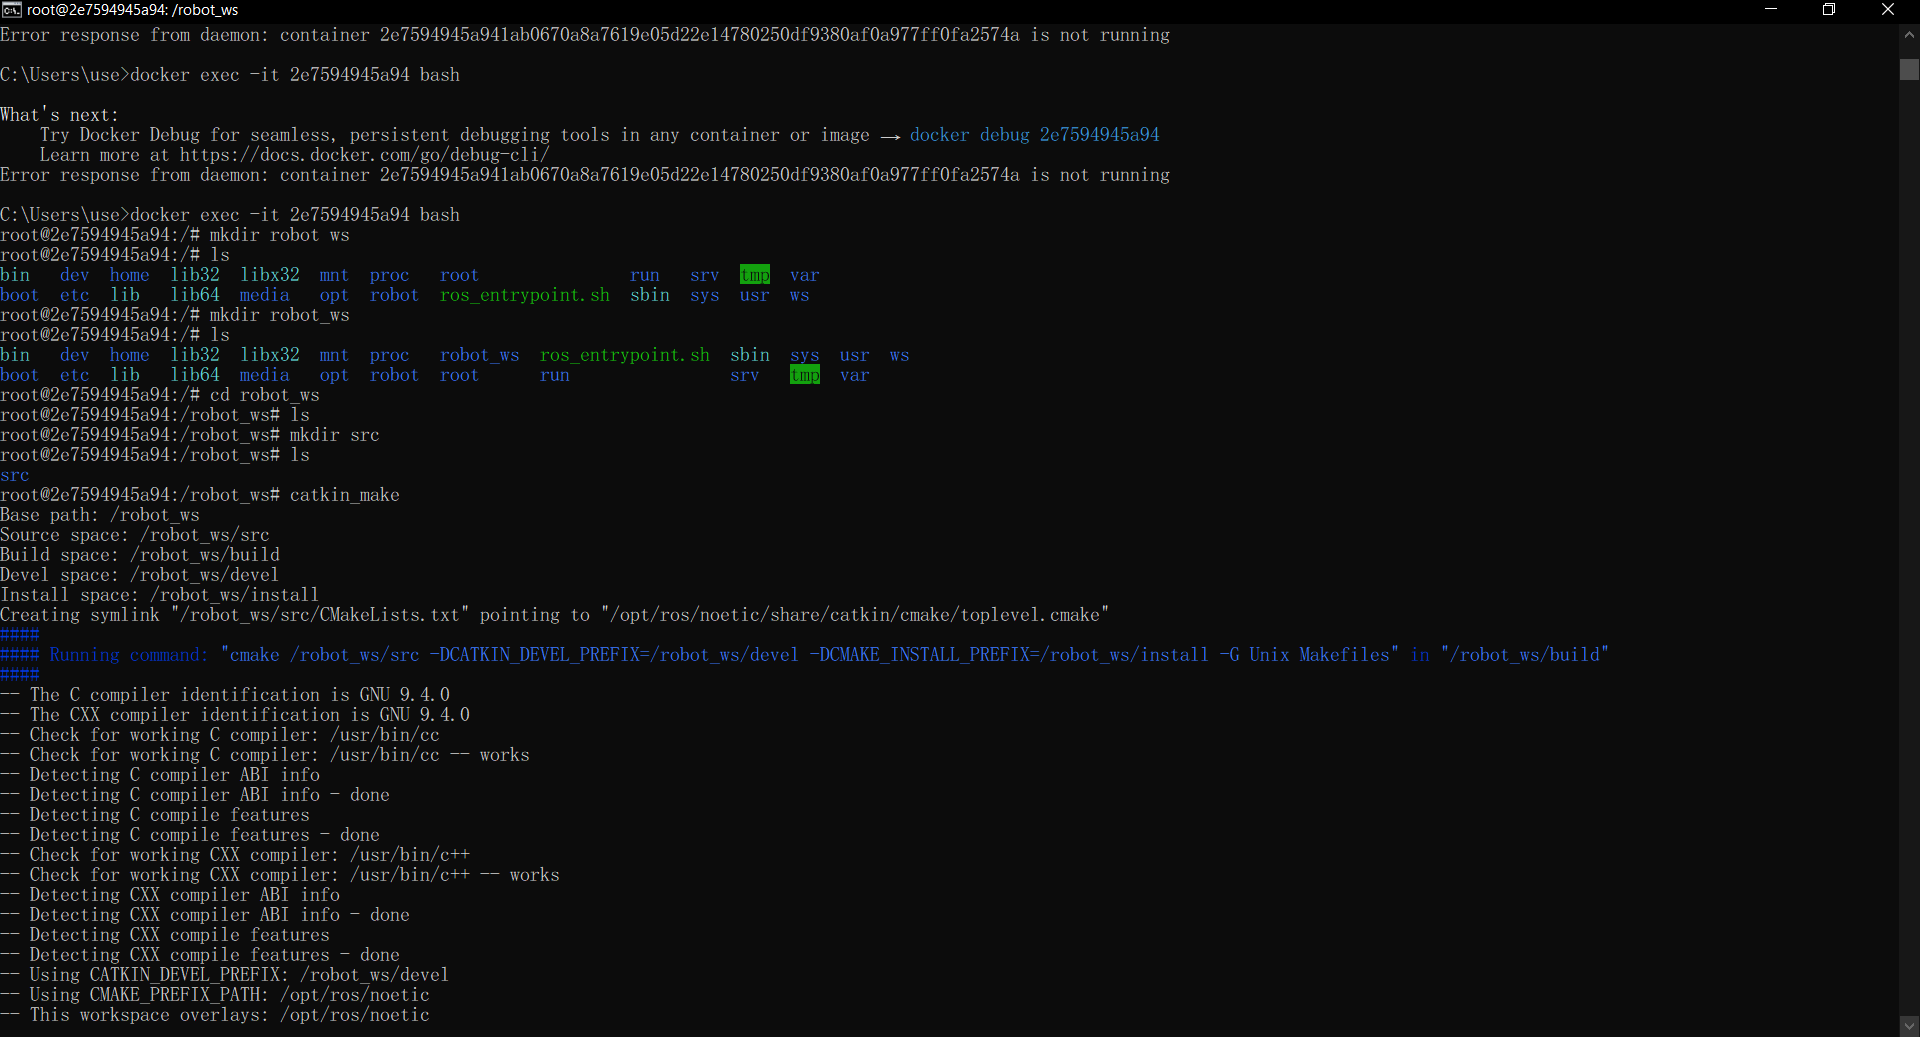 root@2e7594945a94: /robot_ws
Error response from daemon: container 2e7594945a941ab0670a8a7619e05d22e14780250df9380af0a977ff0fa2574a is not running
C:\Users\use>docker exec -it 2e7594945a94 bash
What's next:
    Try Docker Debug for seamless, persistent debugging tools in any container or image → docker debug 2e7594945a94
    Learn more at https://docs.docker.com/go/debug-cli/
Error response from daemon: container 2e7594945a941ab0670a8a7619e05d22e14780250df9380af0a977ff0fa2574a is not running
C:\Users\use>docker exec -it 2e7594945a94 bash
root@2e7594945a94:/# mkdir robot ws
root@2e7594945a94:/# ls
bin   dev  home  lib32  libx32  mnt  proc   root               run   srv  tmp  var
boot  etc  lib   lib64  media   opt  robot  ros_entrypoint.sh  sbin  sys  usr  ws
root@2e7594945a94:/# mkdir robot_ws
root@2e7594945a94:/# ls
bin   dev  home  lib32  libx32  mnt  proc   robot_ws  ros_entrypoint.sh  sbin  sys  usr  ws
boot  etc  lib   lib64  media   opt  robot  root      run                srv   tmp  var
root@2e7594945a94:/# cd robot_ws
root@2e7594945a94:/robot_ws# ls
root@2e7594945a94:/robot_ws# mkdir src
root@2e7594945a94:/robot_ws# ls
src
root@2e7594945a94:/robot_ws# catkin_make
Base path: /robot_ws
Source space: /robot_ws/src
Build space: /robot_ws/build
Devel space: /robot_ws/devel
Install space: /robot_ws/install
Creating symlink "/robot_ws/src/CMakeLists.txt" pointing to "/opt/ros/noetic/share/catkin/cmake/toplevel.cmake"
####
#### Running command: "cmake /robot_ws/src -DCATKIN_DEVEL_PREFIX=/robot_ws/devel -DCMAKE_INSTALL_PREFIX=/robot_ws/install -G Unix Makefiles" in "/robot_ws/build"
####
-- The C compiler identification is GNU 9.4.0
-- The CXX compiler identification is GNU 9.4.0
-- Check for working C compiler: /usr/bin/cc
-- Check for working C compiler: /usr/bin/cc -- works
-- Detecting C compiler ABI info
-- Detecting C compiler ABI info - done
-- Detecting C compile features
-- Detecting C compile features - done
-- Check for working CXX compiler: /usr/bin/c++
-- Check for working CXX compiler: /usr/bin/c++ -- works
-- Detecting CXX compiler ABI info
-- Detecting CXX compiler ABI info - done
-- Detecting CXX compile features
-- Detecting CXX compile features - done
-- Using CATKIN_DEVEL_PREFIX: /robot_ws/devel
-- Using CMAKE_PREFIX_PATH: /opt/ros/noetic
-- This workspace overlays: /opt/ros/noetic